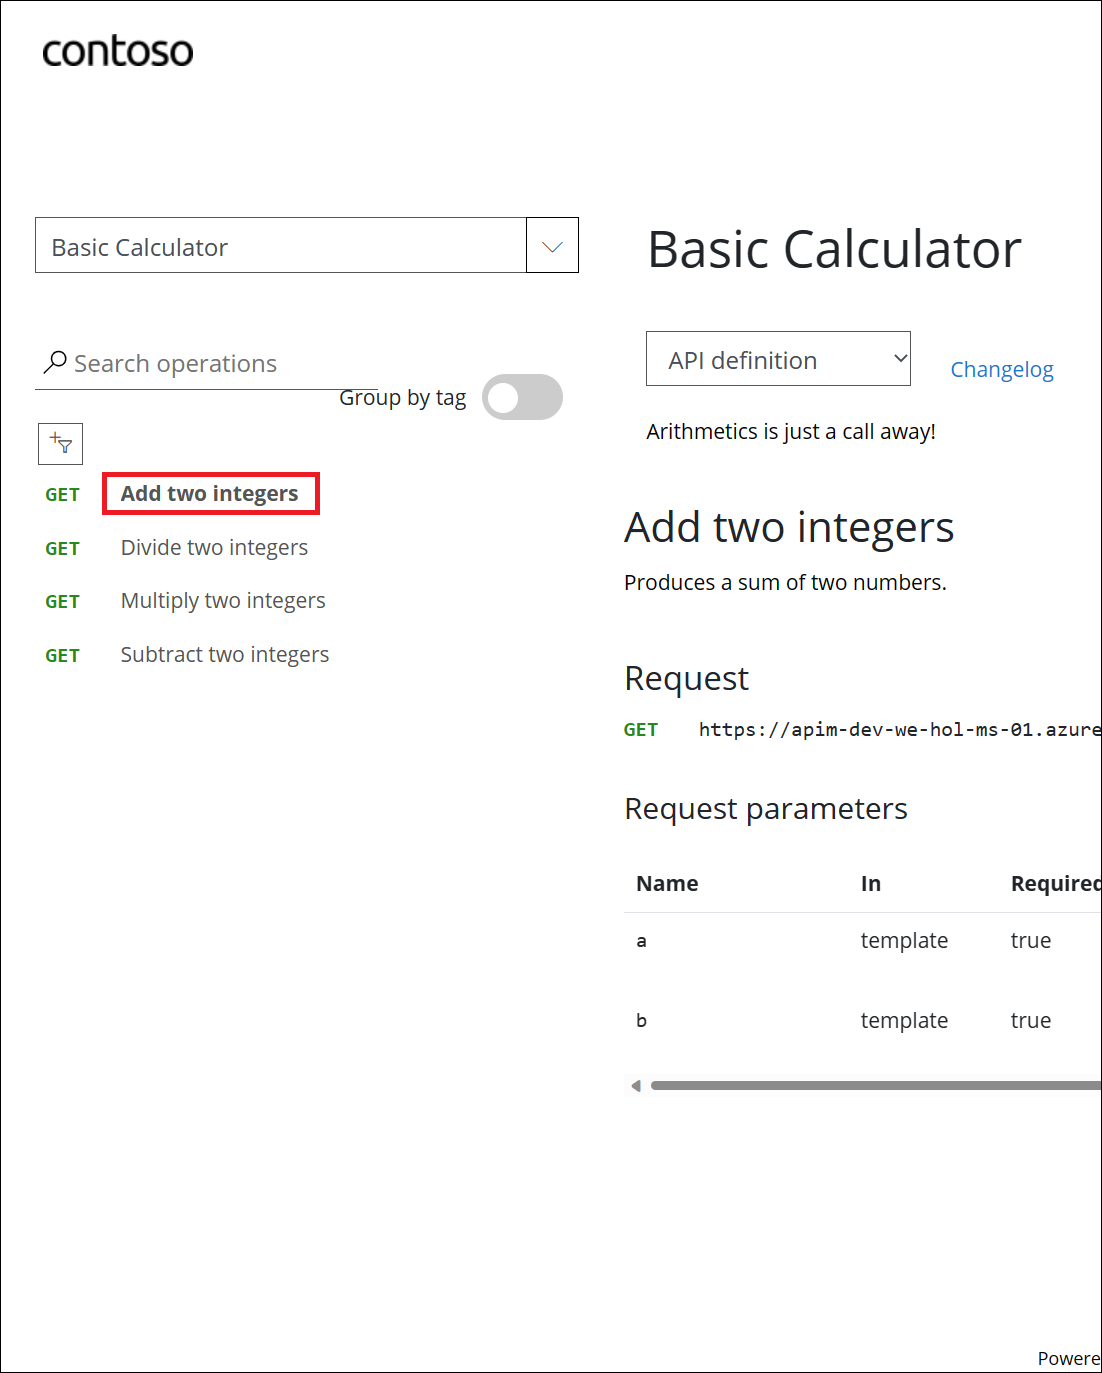 contoso
Basic Calculator
Search operations
Group by tag
GET Add two integers
GET Divide two integers
GET Multiply two integers
GET Subtract two integers
Basic Calculator
API definition
Changelog
Arithmetics is just a call away!
Add two integers
Produces a sum of two numbers.
Request
GET https://apim-dev-we-hol-ms-01.azure
Request parameters
Name In Required
a template true
b template true
Powere